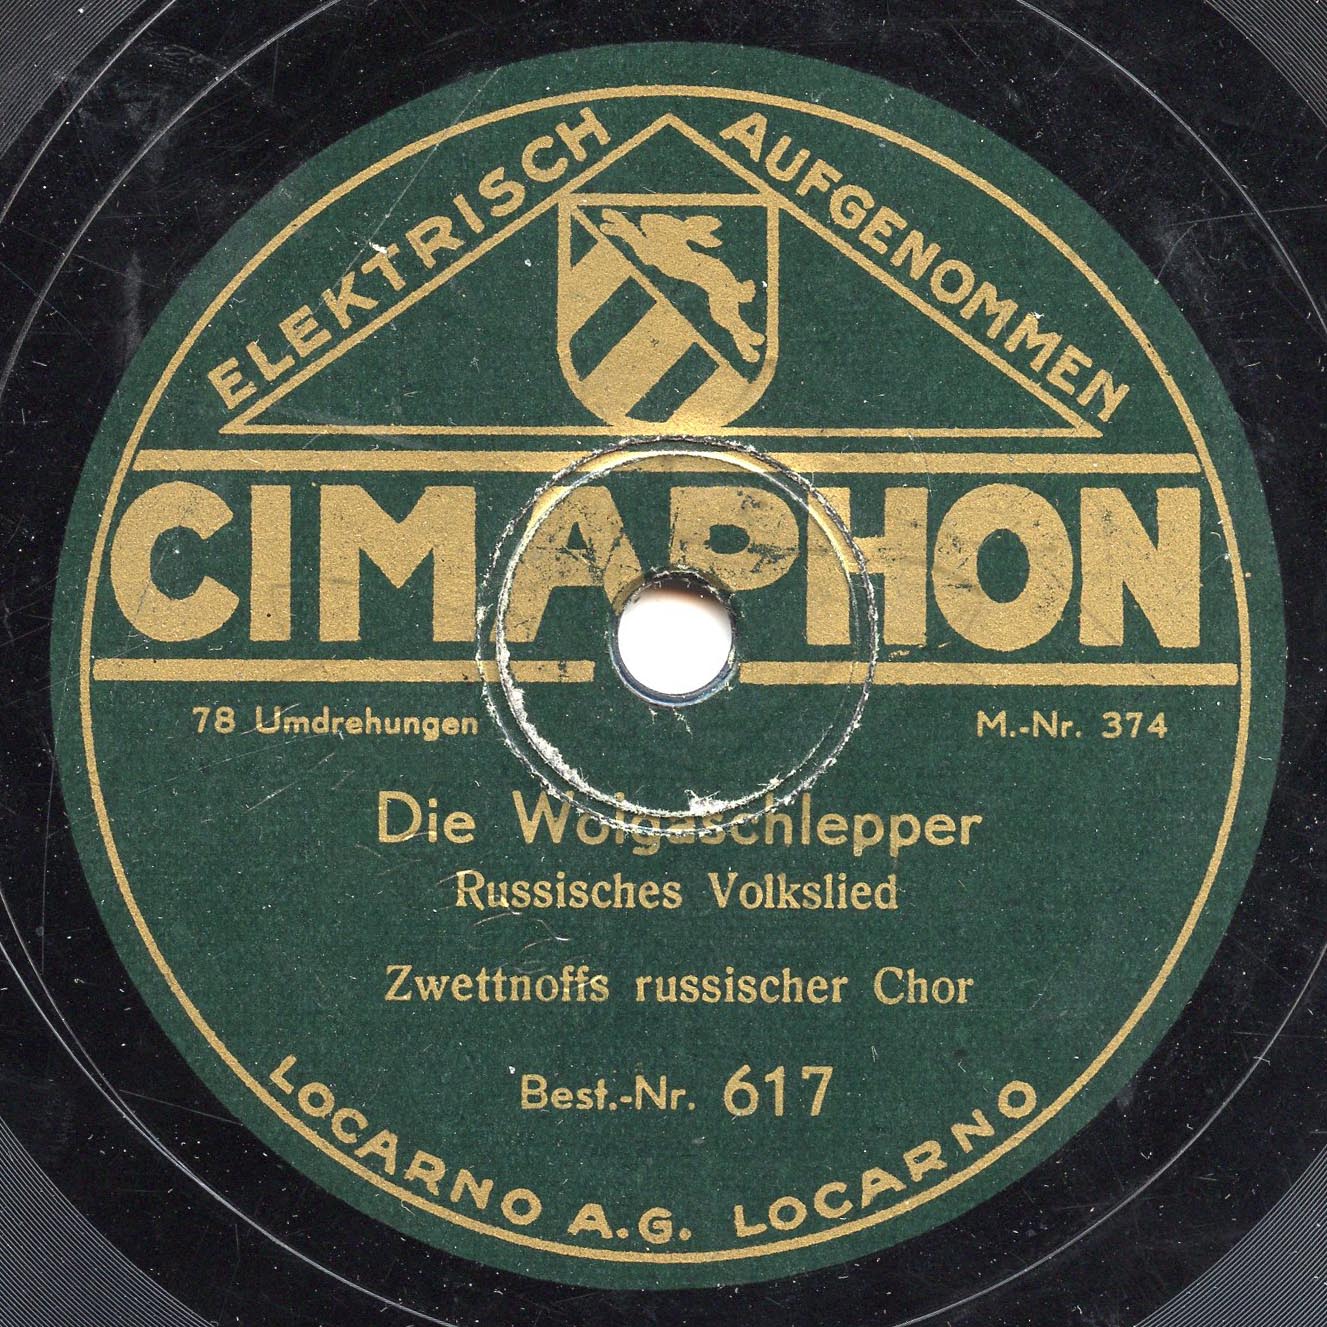 ELEKTRISCH AUFGENOMMEN
CIMAPHON
78 Umdrehungen
M.-Nr. 374
Die Wolgaschlepper
Russisches Volkslied
Zwettnoffs russischer Chor
Best.-Nr. 617
LOCARNO A.G. LOCARNO